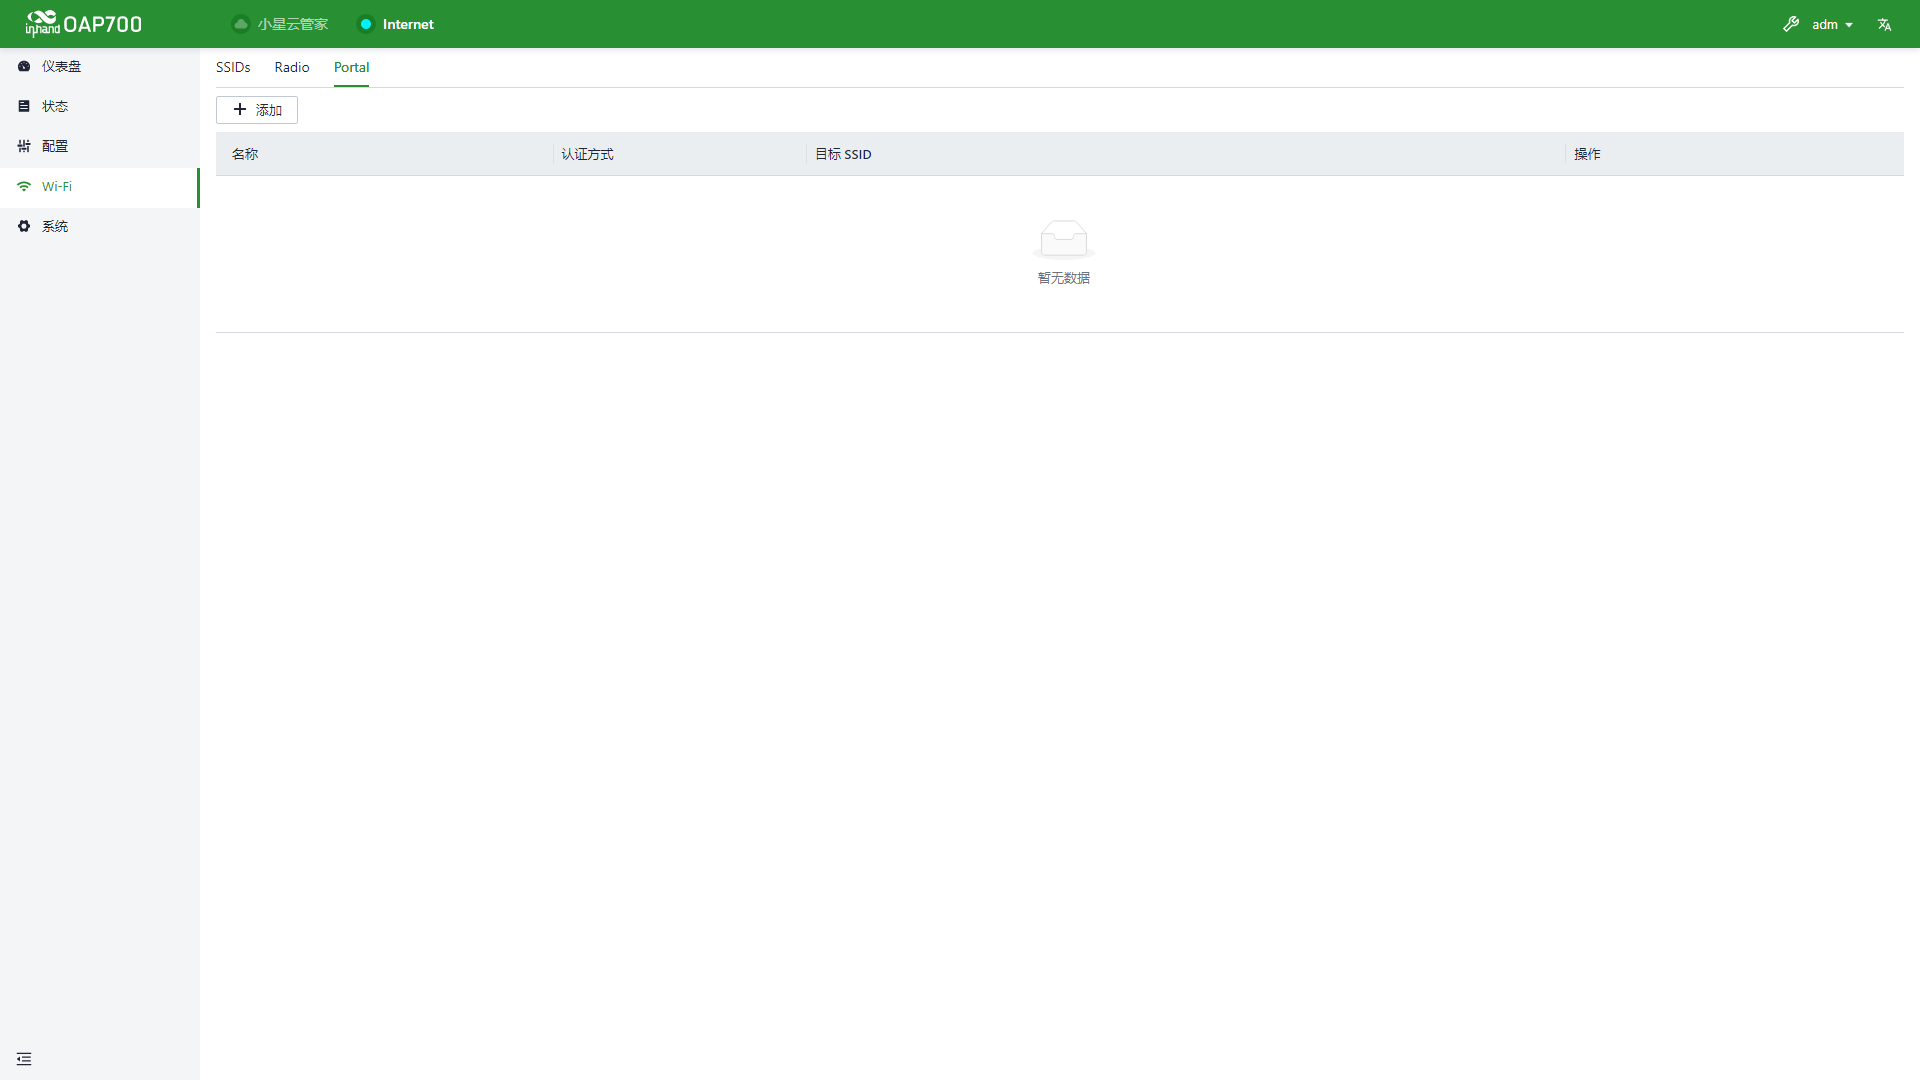 inhand OAP700
小星云管家
Internet
adm
仪表盘
状态
配置
Wi-Fi
系统
SSIDs
Radio
Portal
添加
名称
认证方式
目标 SSID
操作
暂无数据